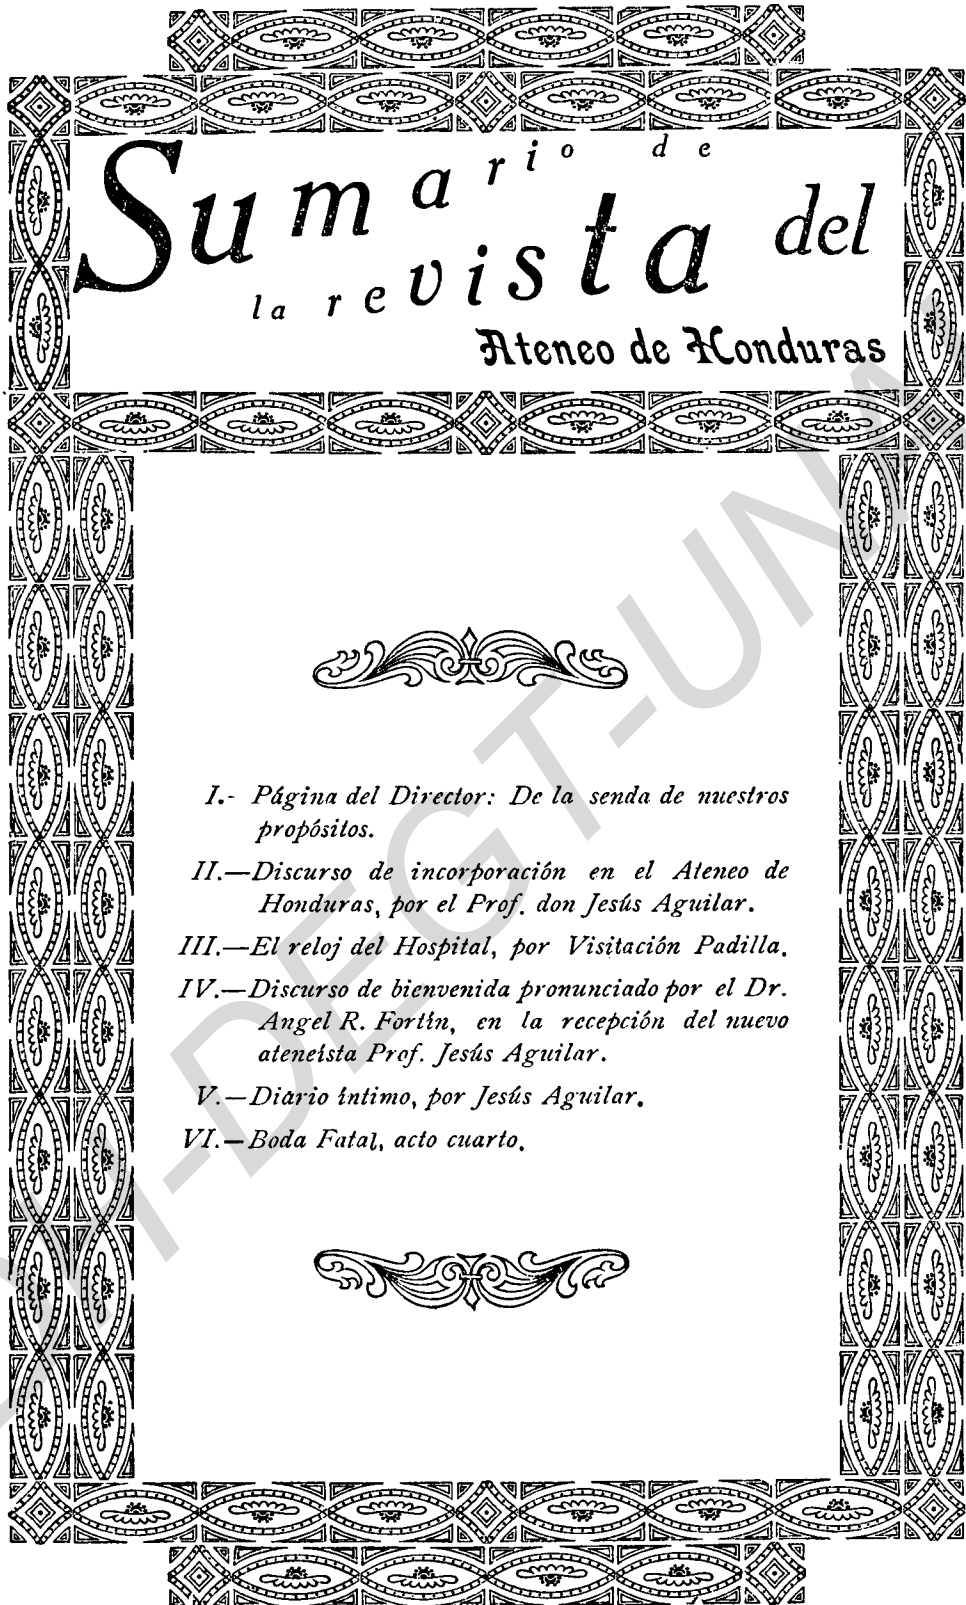 Sumario de
la revista del
Ateneo de Honduras
I.- Página del Director: De la senda de nuestros
propósitos.
II.—Discurso de incorporación en el Ateneo de
Honduras, por el Prof. don Jesús Aguilar.
III.—El reloj del Hospital, por Visitación Padilla.
IV.—Discurso de bienvenida pronunciado por el Dr.
Angel R. Fortín, en la recepción del nuevo
ateneísta Prof. Jesús Aguilar.
V.—Diario íntimo, por Jesús Aguilar.
VI.—Boda Fatal, acto cuarto.